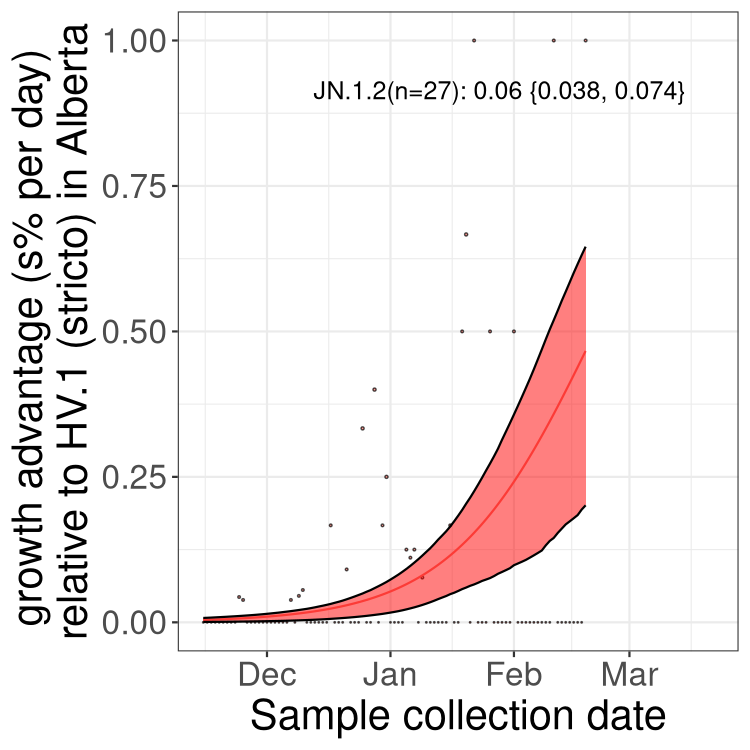 growth advantage (s% per day)
relative to HV.1 (stricto) in Alberta
1.00
0.75
0.50
0.25
0.00
JN.1.2(n=27): 0.06 {0.038, 0.074}
Dec Jan Feb Mar
Sample collection date